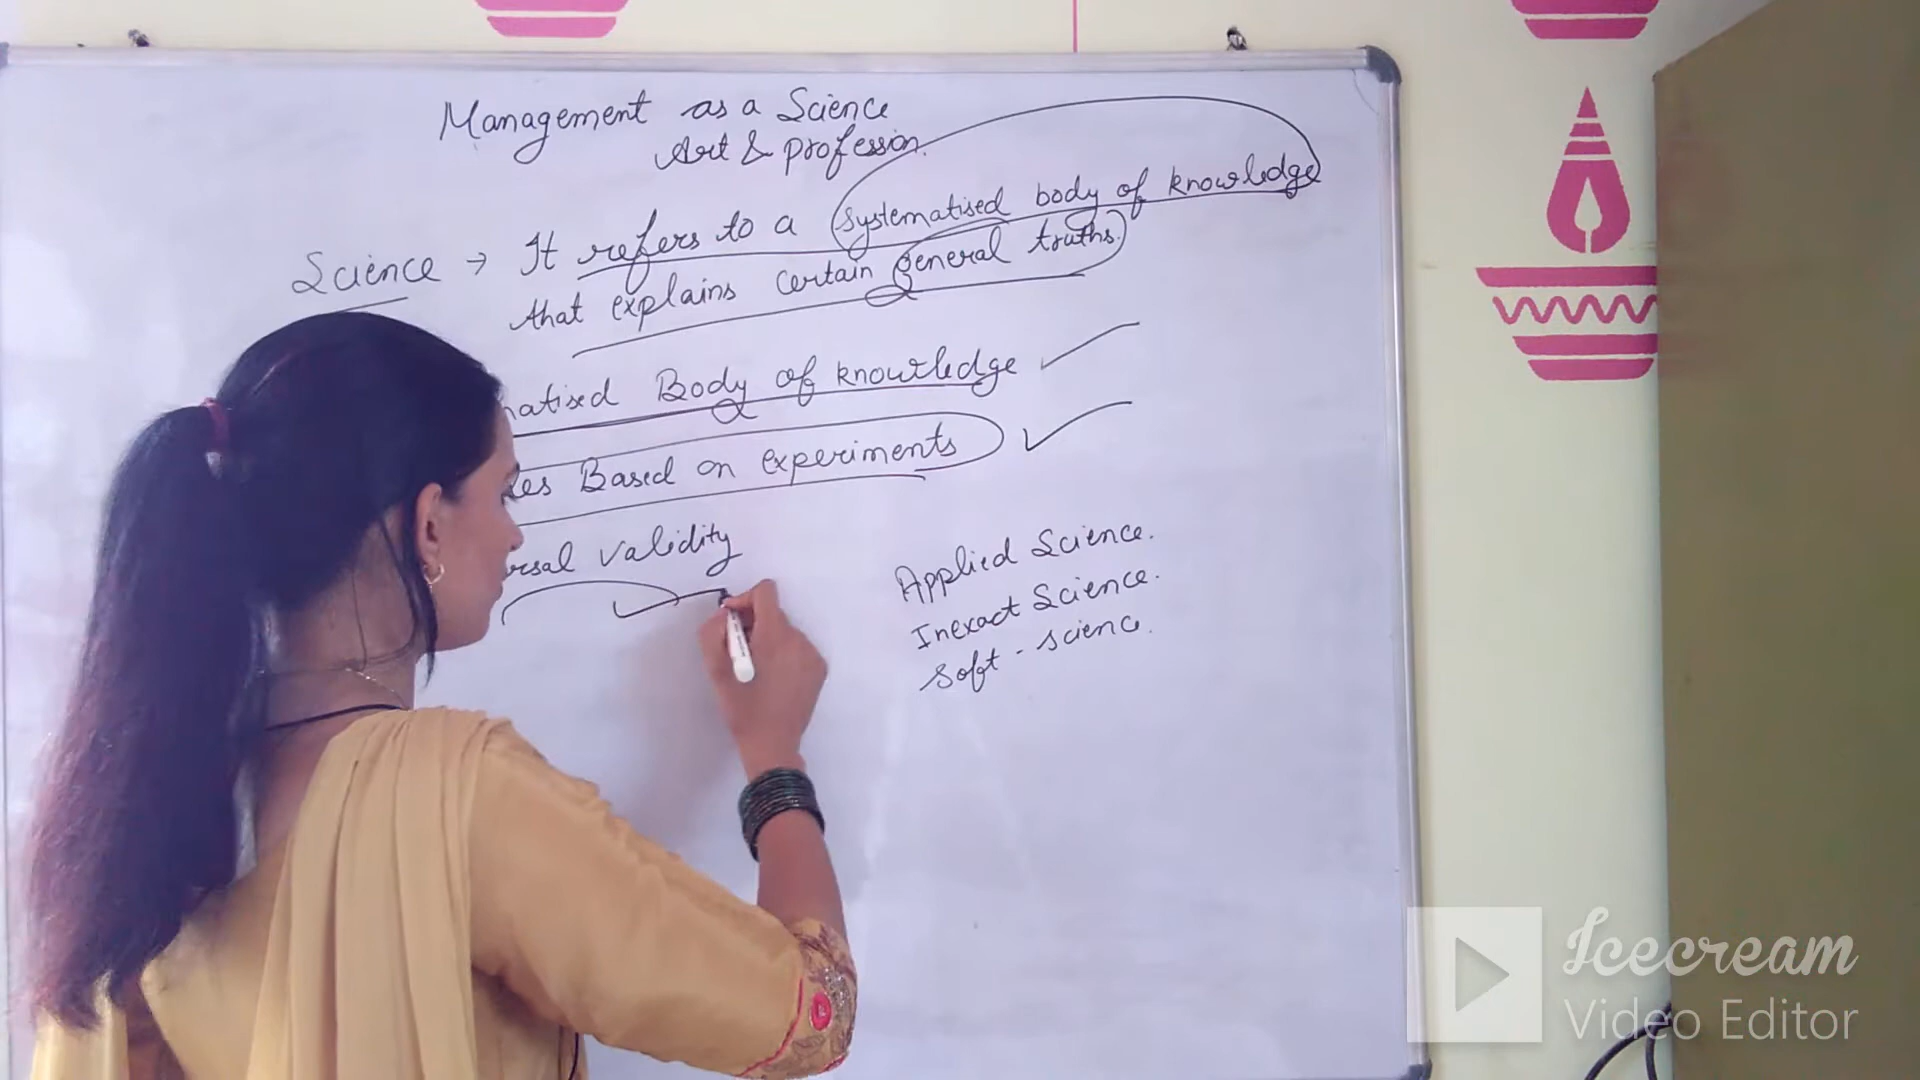 Management as a Science
Art & profession.
Science → It refers to a systematised body of knowledge
that explains certain general truths.
Body of knowledge
Based on experiments
validity
Applied Science.
Inexact Science.
Soft - scienc.
Icecream
Video Editor